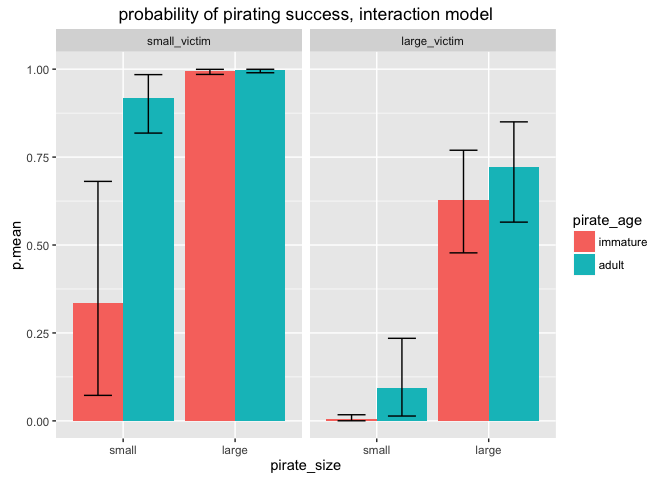 probability of pirating success, interaction model
small_victim
large_victim
p.mean
1.00
0.75
0.50
0.25
0.00
small
large
small
large
pirate_size
pirate_age
immature
adult